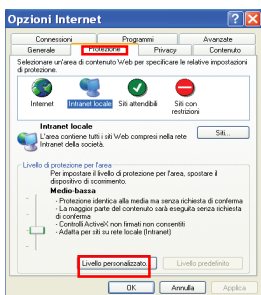 Opzioni Internet
Connessioni Programmi Avanzate
Generale Protezione Privacy Contenuto
Selezionare un'area di contenuto Web per specificare le relative impostazioni
di protezione.
Internet Intranet locale Siti attendibili Siti con
restrizioni
Intranet locale
L'area contiene tutti i siti Web compresi nella rete
Intranet della società.
Siti...
Livello di protezione per l'area
Per impostare il livello di protezione per l'area, spostare il
dispositivo di scorrimento.
Medio-bassa
- Protezione identica alla media ma senza richiesta di conferma
- La maggior parte del contenuto sarà eseguita senza richiesta
di conferma
- Controlli ActiveX non firmati non consentiti
- Adatta per siti su rete locale (Intranet)
Livello personalizzato... Livello predefinito
OK Annulla Applica